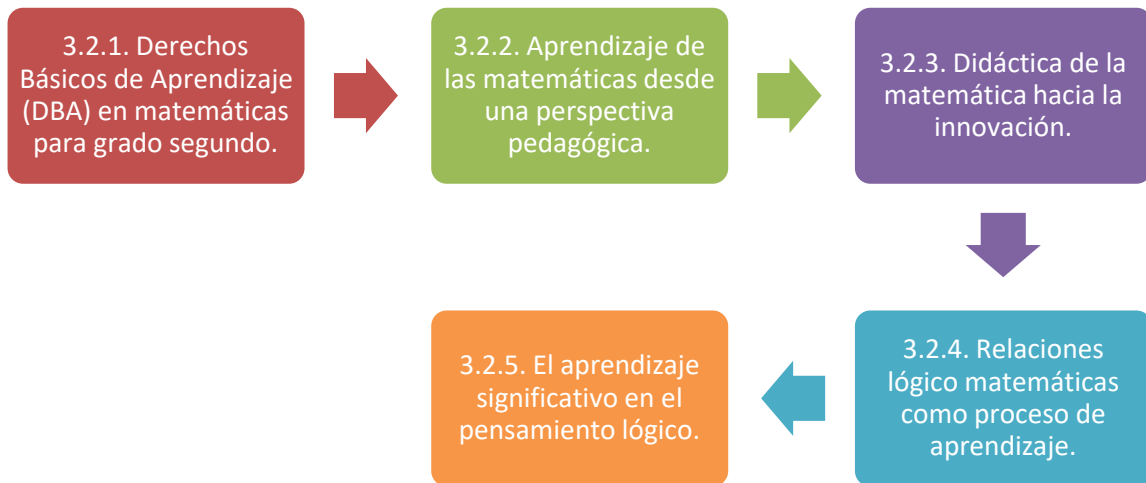 3.2.1. Derechos
Básicos de Aprendizaje
(DBA) en matemáticas
para grado segundo.
3.2.2. Aprendizaje de
las matemáticas desde
una perspectiva
pedagógica.
3.2.3. Didáctica de la
matemática hacia la
innovación.
3.2.4. Relaciones
lógico matemáticas
como proceso de
aprendizaje.
3.2.5. El aprendizaje
significativo en el
pensamiento lógico.